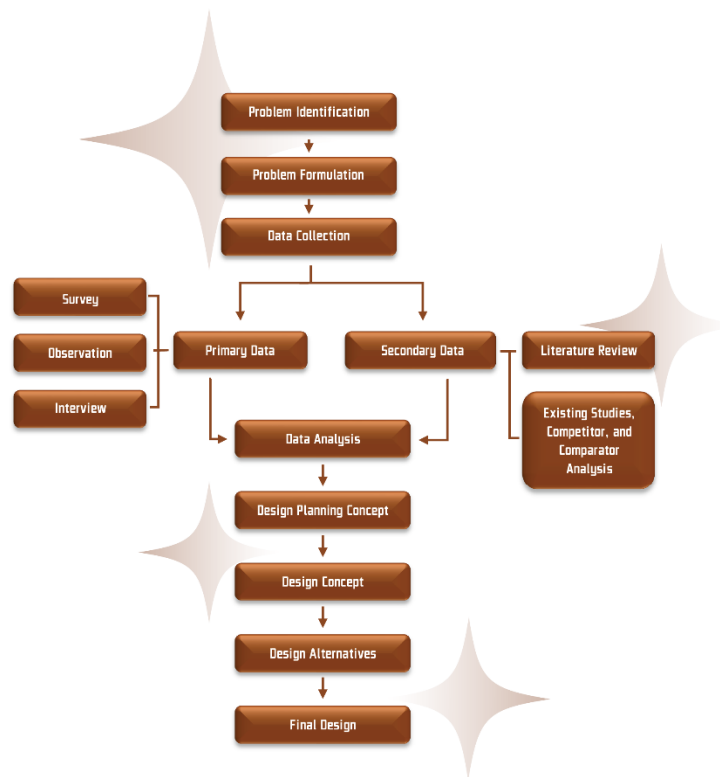 Problem Identification
Problem Formulation
Data Collection
Survey
Observation
Interview
Primary Data
Secondary Data
Literature Review
Existing Studies,
Competitor, and
Comparator
Analysis
Data Analysis
Design Planning Concept
Design Concept
Design Alternatives
Final Design